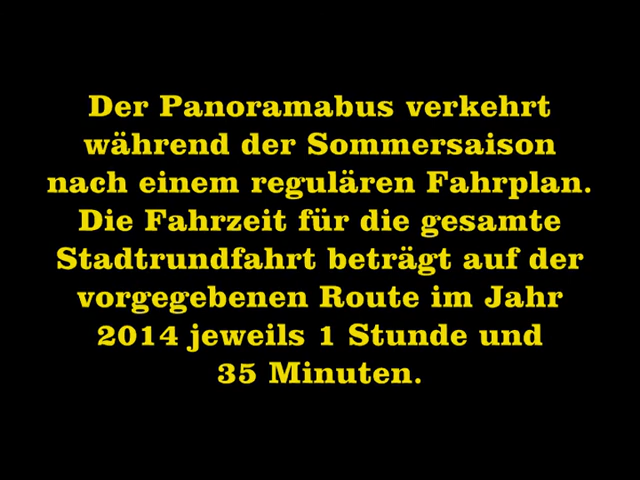 Der Panoramabus verkehrt
während der Sommersaison
nach einem regulären Fahrplan.
Die Fahrzeit für die gesamte
Stadtrundfahrt beträgt auf der
vorgegebenen Route im Jahr
2014 jeweils 1 Stunde und
35 Minuten.